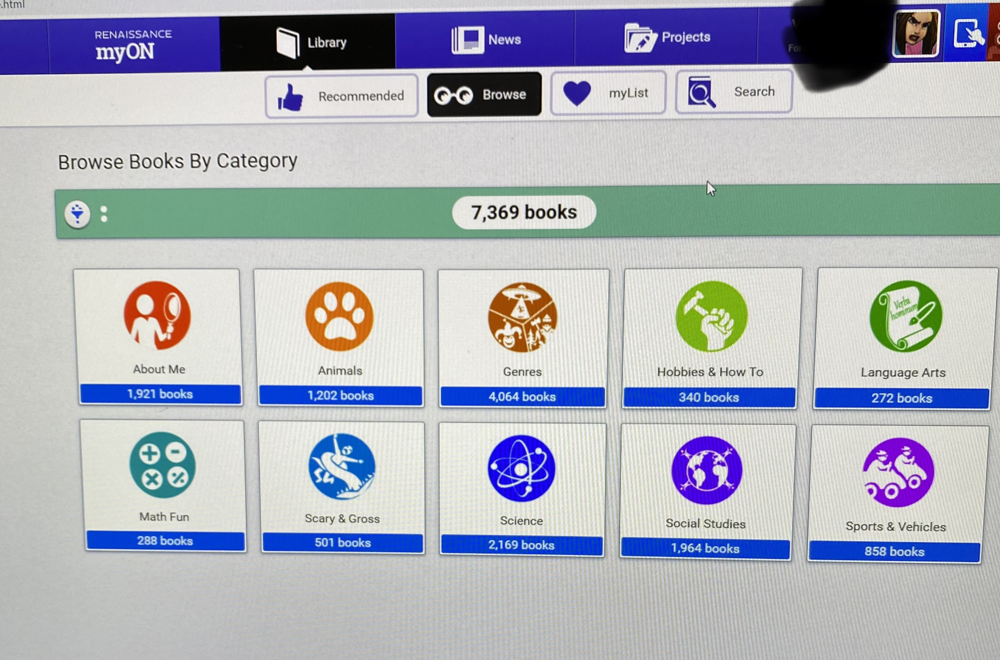 .html
RENAISSANCE
myON
Library
News
Projects
Recommended
Browse
myList
Search
Browse Books By Category
: 7,369 books
About Me
1,921 books
Animals
1,202 books
Genres
4,064 books
Hobbies & How To
340 books
Verba
hominum
Language Arts
272 books
Math Fun
288 books
Scary & Gross
501 books
Science
2,169 books
Social Studies
1,964 books
Sports & Vehicles
858 books